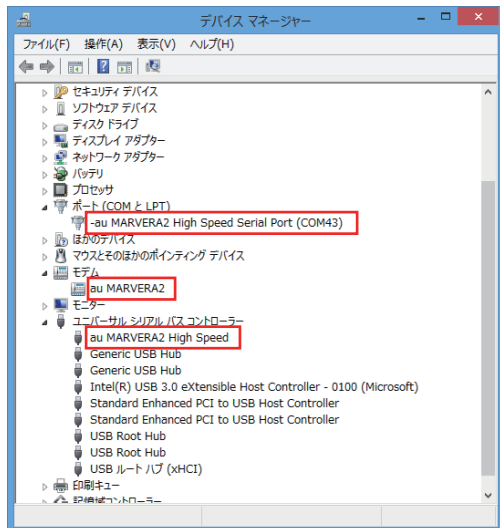 デバイス マネージャー
ファイル(F) 操作(A) 表示(V) ヘルプ(H)
セキュリティ デバイス
ソフトウェア デバイス
ディスク ドライブ
ディスプレイ アダプター
ネットワーク アダプター
バッテリ
プロセッサ
ポート (COM と LPT)
-au MARVERA2 High Speed Serial Port (COM43)
ほかのデバイス
マウスとそのほかのポインティング デバイス
モデム
au MARVERA2
モニター
ユニバーサル シリアル バス コントローラー
au MARVERA2 High Speed
Generic USB Hub
Generic USB Hub
Intel(R) USB 3.0 eXtensible Host Controller - 0100 (Microsoft)
Standard Enhanced PCI to USB Host Controller
Standard Enhanced PCI to USB Host Controller
USB Root Hub
USB Root Hub
USB ルート ハブ (xHCI)
印刷キュー
記憶域コントローラー